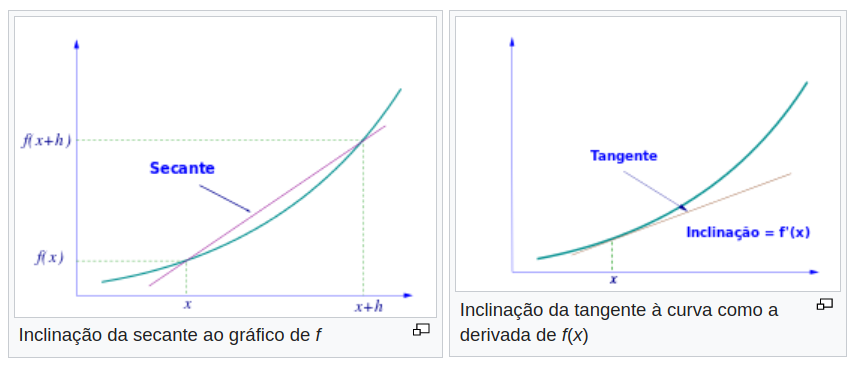 f(x+h)
Secante
f(x)
x
x+h
Inclinação da secante ao gráfico de f
Tangente
Inclinação = f'(x)
x
Inclinação da tangente à curva como a
derivada de f(x)